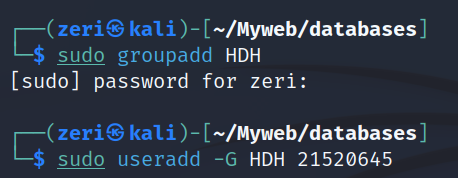 ┌──(zeri㉿kali)-[~/Myweb/databases]
└─$ sudo groupadd HDH
[sudo] password for zeri:
┌──(zeri㉿kali)-[~/Myweb/databases]
└─$ sudo useradd -G HDH 21520645